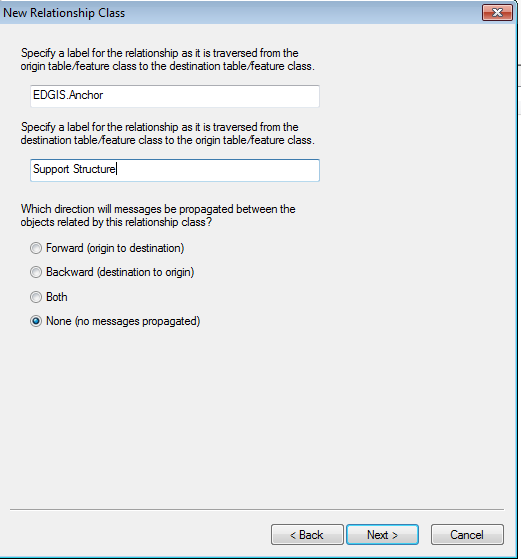 New Relationship Class
Specify a label for the relationship as it is traversed from the
origin table/feature class to the destination table/feature class.
EDGIS.Anchor
Specify a label for the relationship as it is traversed from the
destination table/feature class to the origin table/feature class.
Support Structure
Which direction will messages be propagated between the
objects related by this relationship class?
Forward (origin to destination)
Backward (destination to origin)
Both
None (no messages propagated)
< Back Next > Cancel